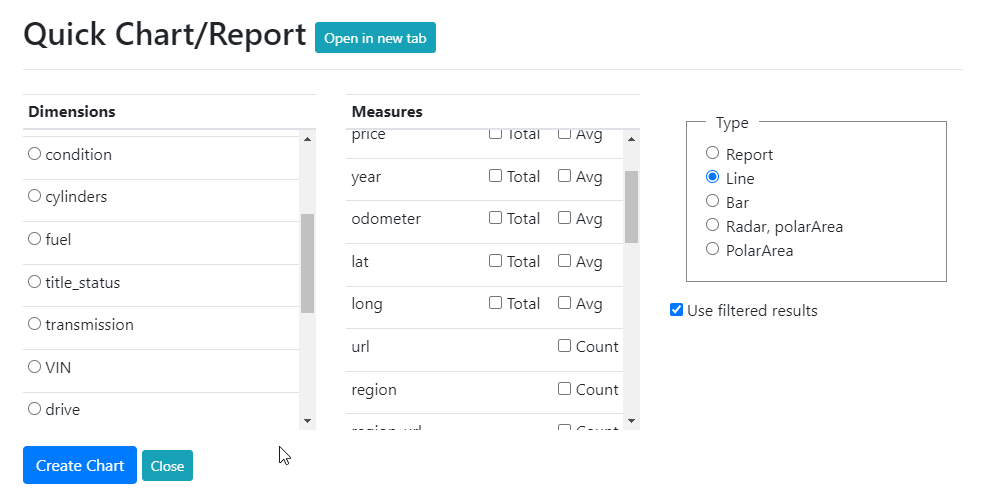 Quick Chart/Report Open in new tab
Dimensions
condition
cylinders
fuel
title_status
transmission
VIN
drive
Measures
price Total Avg
year Total Avg
odometer Total Avg
lat Total Avg
long Total Avg
url Count
region Count
region_url Count
Type
Report
Line
Bar
Radar, polarArea
PolarArea
Use filtered results
Create Chart Close